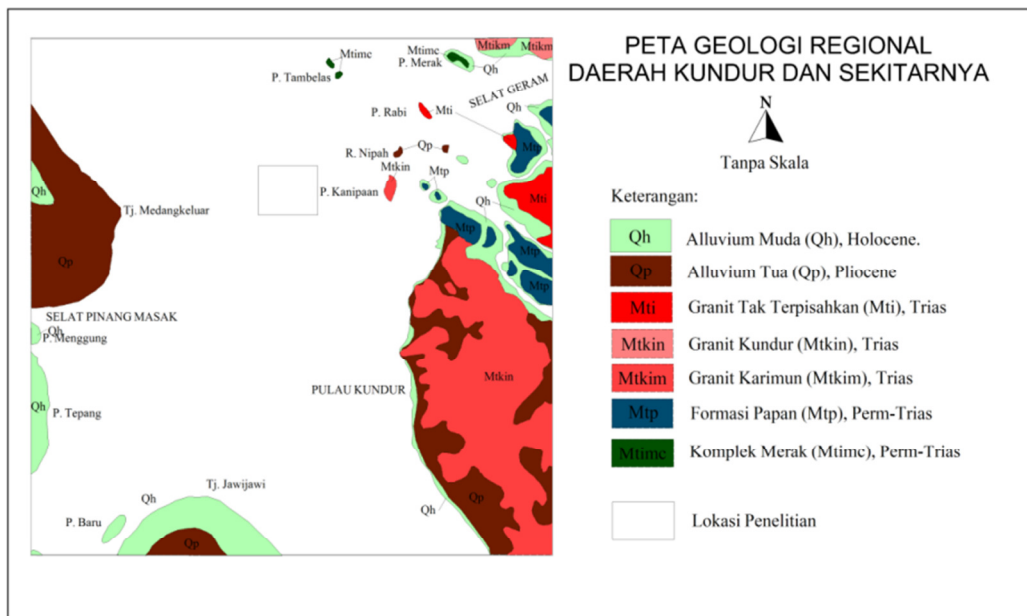 PETA GEOLOGI REGIONAL
DAERAH KUNDUR DAN SEKITARNYA
N
Tanpa Skala
Keterangan:
Qh Alluvium Muda (Qh), Holocene.
Qp Alluvium Tua (Qp), Pliocene
Mti Granit Tak Terpisahkan (Mti), Trias
Mtkin Granit Kundur (Mtkin), Trias
Mtkim Granit Karimun (Mtkim), Trias
Mtp Formasi Papan (Mtp), Perm-Trias
Mtimc Komplek Merak (Mtimc), Perm-Trias
Lokasi Penelitian
Mtimc
P. Tambelas
Mtimc
P. Merak
Qh
Mtikm
Mtikm
SELAT GERAM
Qh
P. Rabi
Mti
Mtp
R. Nipah
Qp
Mtkin
P. Kanipaan
Mtp
Qh
Mti
Mtp
Mtp
Mtp
Qh
Tj. Medangkeluar
Qp
SELAT PINANG MASAK
Qh
P. Menggung
Qh
P. Tepang
PULAU KUNDUR
Mtkin
Qp
Qh
Tj. Jawijawi
Qh
P. Baru
Qp